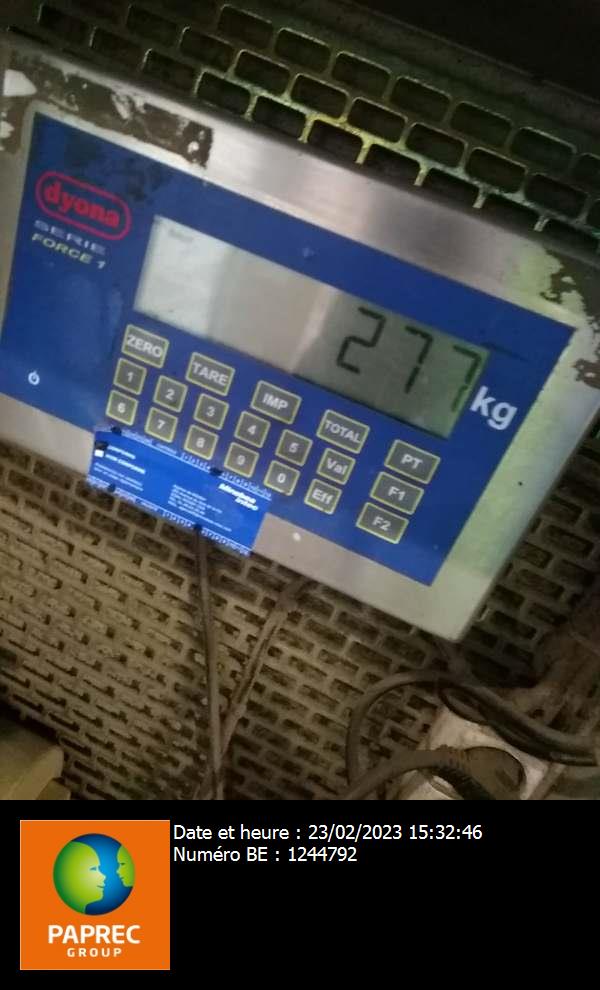 dyona
SERIE
FORCE 1
277 kg
ZERO TARE IMP TOTAL PT
1 2 3 4 5 Val F1
6 7 8 9 0 Eff F2
Minebea
Intec
Date et heure : 23/02/2023 15:32:46
Numéro BE : 1244792
PAPREC
GROUP